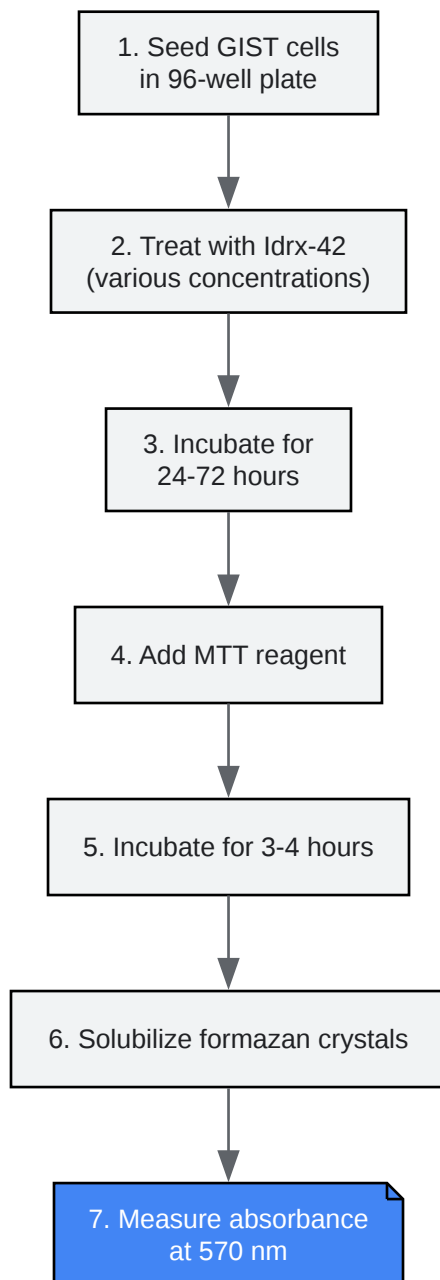 1. Seed GIST cells
in 96-well plate
2. Treat with Idrx-42
(various concentrations)
3. Incubate for
24-72 hours
4. Add MTT reagent
5. Incubate for 3-4 hours
6. Solubilize formazan crystals
7. Measure absorbance
at 570 nm